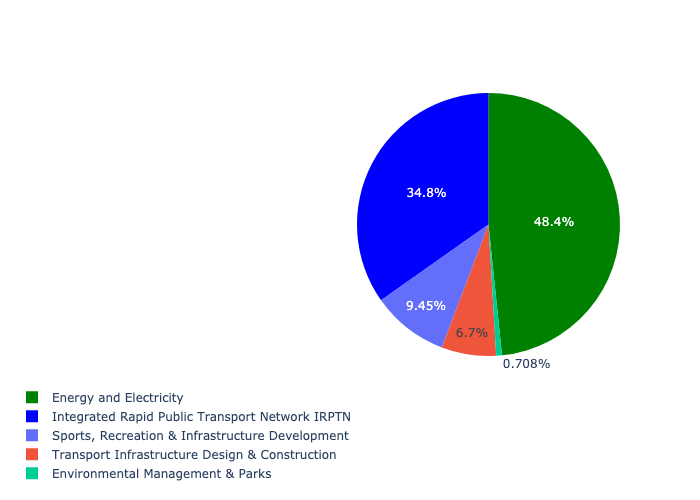 34.8%
48.4%
9.45%
6.7%
0.708%
Energy and Electricity
Integrated Rapid Public Transport Network IRPTN
Sports, Recreation & Infrastructure Development
Transport Infrastructure Design & Construction
Environmental Management & Parks